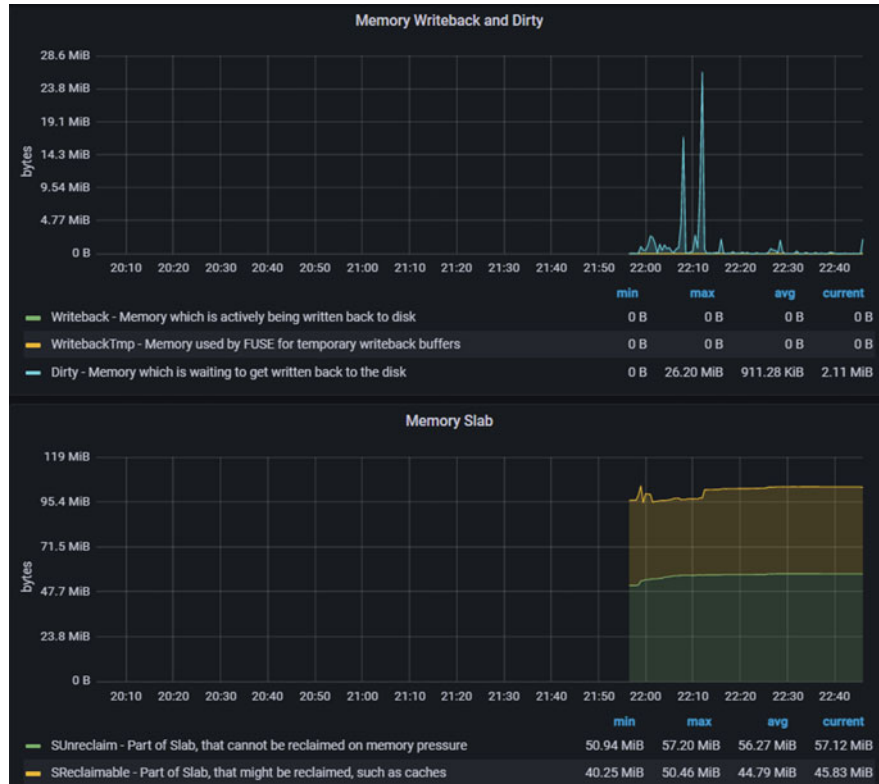 Memory Writeback and Dirty
28.6 MiB
23.8 MiB
19.1 MiB
14.3 MiB
9.54 MiB
4.77 MiB
0 B
bytes
20:10 20:20 20:30 20:40 20:50 21:00 21:10 21:20 21:30 21:40 21:50 22:00 22:10 22:20 22:30 22:40
min max avg current
Writeback - Memory which is actively being written back to disk 0 B 0 B 0 B 0 B
WritebackTmp - Memory used by FUSE for temporary writeback buffers 0 B 0 B 0 B 0 B
Dirty - Memory which is waiting to get written back to the disk 0 B 26.20 MiB 911.28 KiB 2.11 MiB
Memory Slab
119 MiB
95.4 MiB
71.5 MiB
47.7 MiB
23.8 MiB
0 B
bytes
20:10 20:20 20:30 20:40 20:50 21:00 21:10 21:20 21:30 21:40 21:50 22:00 22:10 22:20 22:30 22:40
min max avg current
SUnreclaim - Part of Slab, that cannot be reclaimed on memory pressure 50.94 MiB 57.20 MiB 56.27 MiB 57.12 MiB
SReclaimable - Part of Slab, that might be reclaimed, such as caches 40.25 MiB 50.46 MiB 44.79 MiB 45.83 MiB